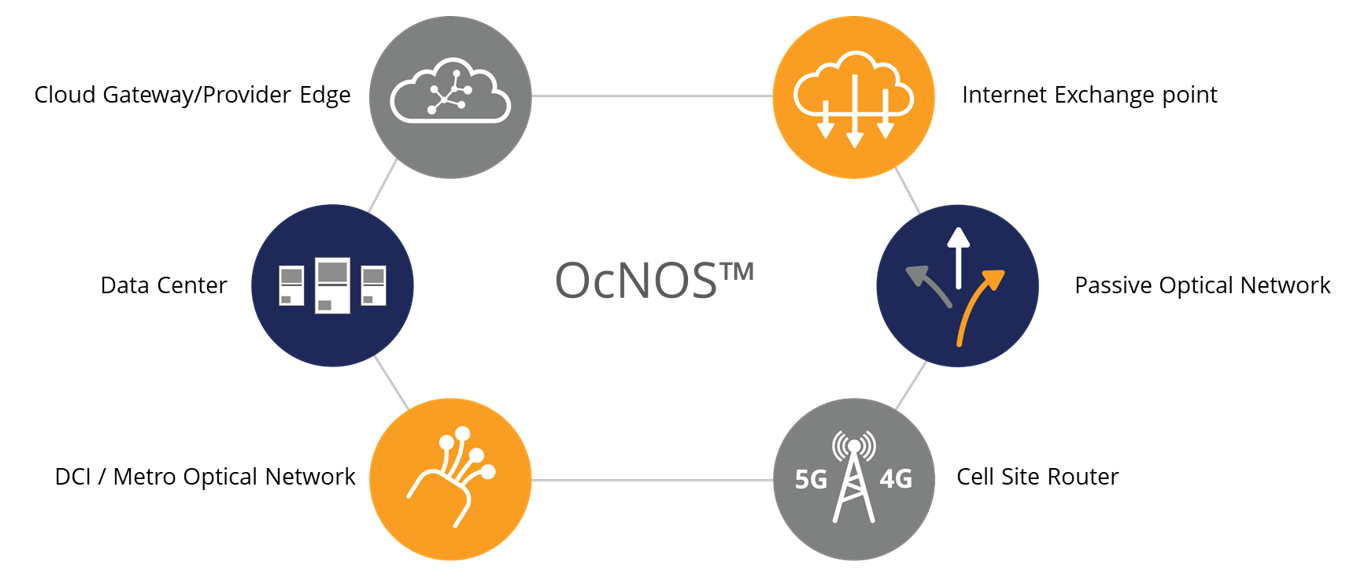 Cloud Gateway/Provider Edge
Internet Exchange point
Data Center
OcNOS™
Passive Optical Network
DCI / Metro Optical Network
5G
4G
Cell Site Router